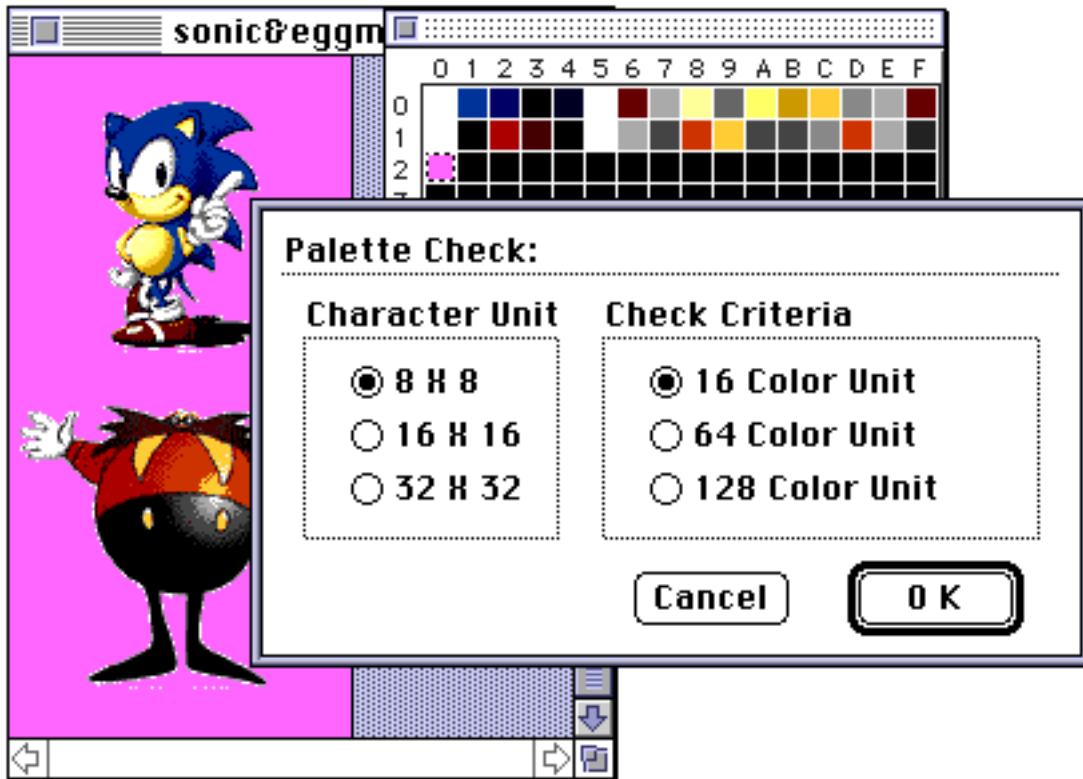 sonic&eggm
0 1 2 3 4 5 6 7 8 9 A B C D E F
0
1
2
Palette Check:
Character Unit
8 X 8
16 X 16
32 X 32
Check Criteria
16 Color Unit
64 Color Unit
128 Color Unit
Cancel
OK